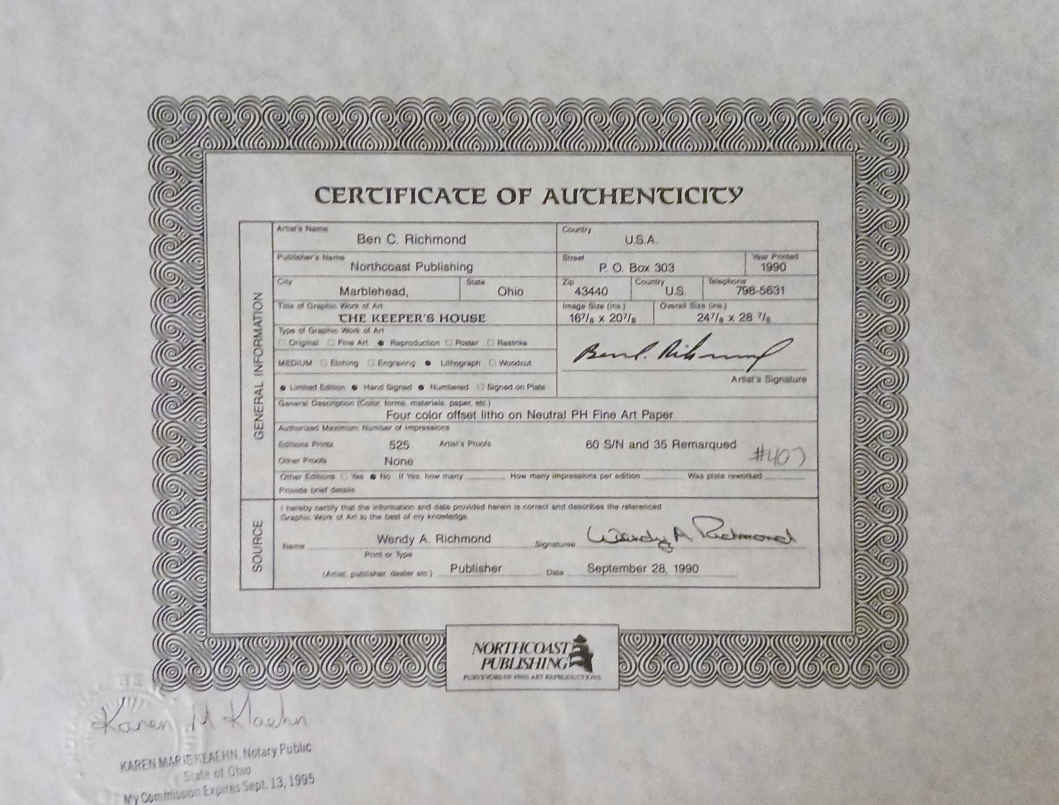 CERTIFICATE OF AUTHENTICITY
GENERAL INFORMATION
Artist's Name
Ben C. Richmond
Country
U.S.A.
Publisher's Name
Northcoast Publishing
Street
P. O. Box 303
Year Printed
1990
City
Marblehead,
State
Ohio
Zip
43440
Country
U.S.
Telephone
798-5631
Title of Graphic Work of Art
THE KEEPER'S HOUSE
Image Size (ins.)
16 7/8 x 20 7/8
Overall Size (ins.)
24 7/8 x 28 7/8
Type of Graphic Work of Art
Original Fine Art Reproduction Poster Restrike
MEDIUM Etching Engraving Lithograph Woodcut
Limited Edition Hand Signed Numbered Signed on Plate
Ben C. Richmond
Artist's Signature
General Description (Color, forms, materials, paper, etc.)
Four color offset litho on Neutral PH Fine Art Paper
Authorized Maximum Number of Impressions
Editions Prints 525 Artist's Proofs 60 S/N and 35 Remarqued
#407
Other Proofs None
Other Editions Yes No If Yes, how many How many impressions per edition Was plate reworked
Provide brief details
SOURCE
I hereby certify that the information and data provided herein is correct and describes the referenced
Graphic Work of Art to the best of my knowledge.
Name Wendy A. Richmond Signature Wendy A Richmond
Print or Type
(Artist, publisher, dealer etc.) Publisher Date September 28, 1990
NORTHCOAST
PUBLISHING
PURVEYORS OF FINE ART REPRODUCTIONS
Karen M Klaehn
KAREN MARIE KLAEHN, Notary Public
State of Ohio
My Commission Expires Sept. 13, 1995